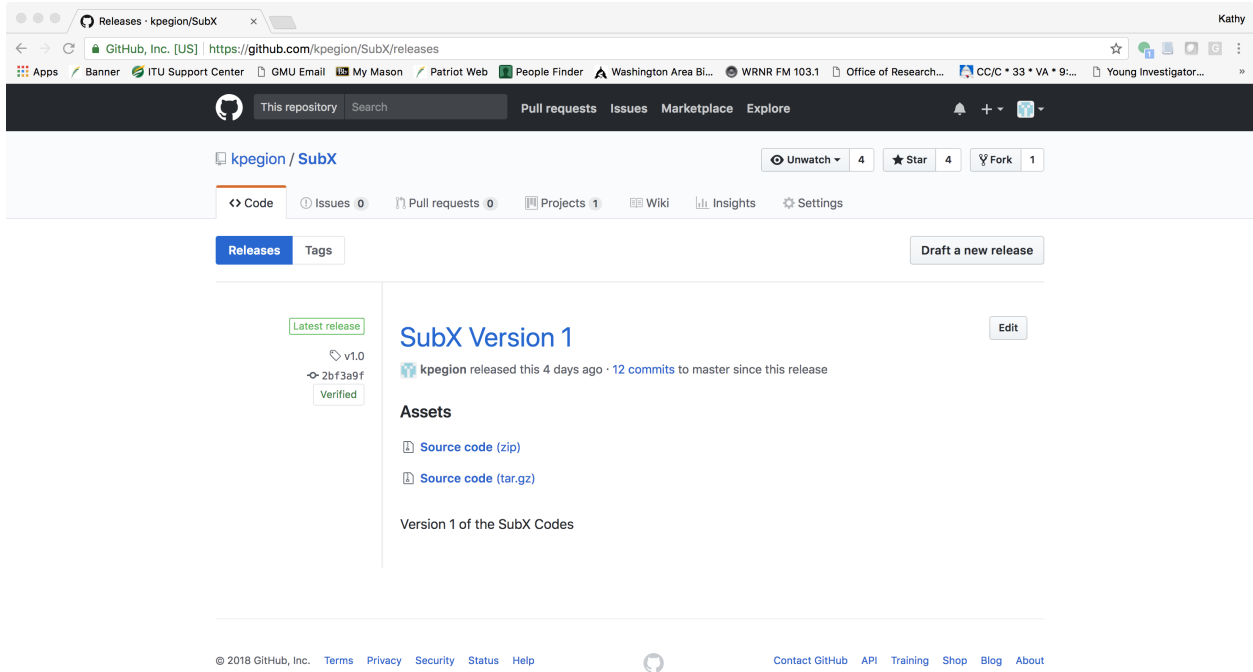 Releases · kpegion/SubX
Kathy
GitHub, Inc. [US] https://github.com/kpegion/SubX/releases
Apps Banner ITU Support Center GMU Email My Mason Patriot Web People Finder Washington Area Bi... WRNR FM 103.1 Office of Research... CC/C * 33 * VA * 9:... Young Investigator... »
This repository Search Pull requests Issues Marketplace Explore
kpegion / SubX Unwatch 4 Star 4 Fork 1
Code Issues 0 Pull requests 0 Projects 1 Wiki Insights Settings
Releases Tags Draft a new release
Latest release
SubX Version 1 Edit
v1.0
kpegion released this 4 days ago · 12 commits to master since this release
2bf3a9f
Verified
Assets
Source code (zip)
Source code (tar.gz)
Version 1 of the SubX Codes
© 2018 GitHub, Inc. Terms Privacy Security Status Help Contact GitHub API Training Shop Blog About